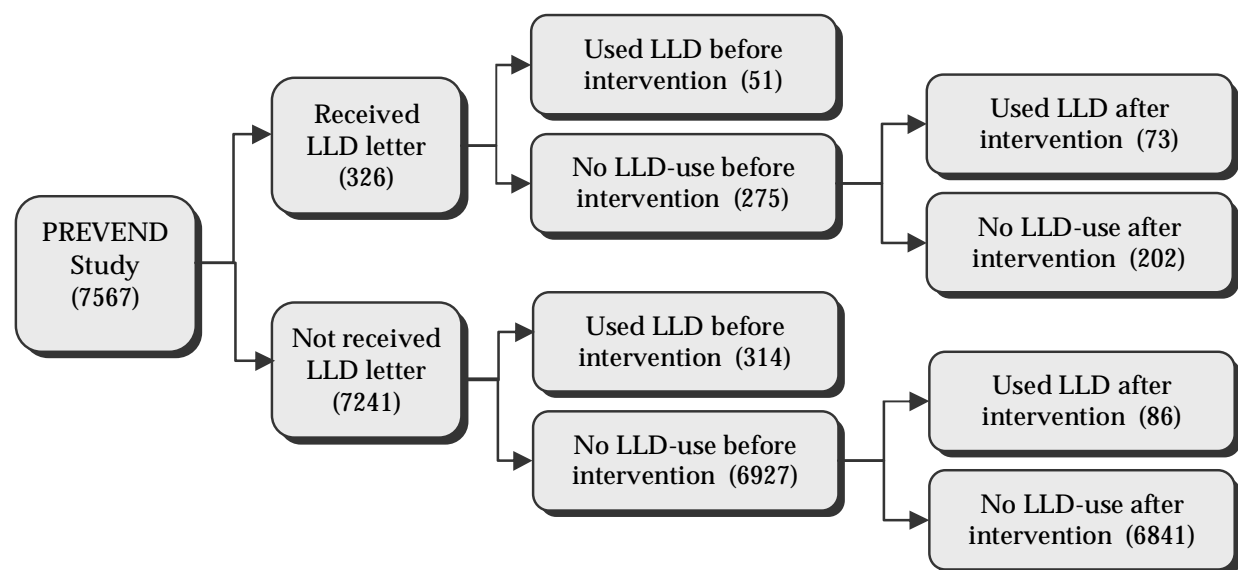 PREVEND
Study
(7567)
Received
LLD letter
(326)
Used LLD before
intervention (51)
No LLD-use before
intervention (275)
Used LLD after
intervention (73)
No LLD-use after
intervention (202)
Not received
LLD letter
(7241)
Used LLD before
intervention (314)
No LLD-use before
intervention (6927)
Used LLD after
intervention (86)
No LLD-use after
intervention (6841)